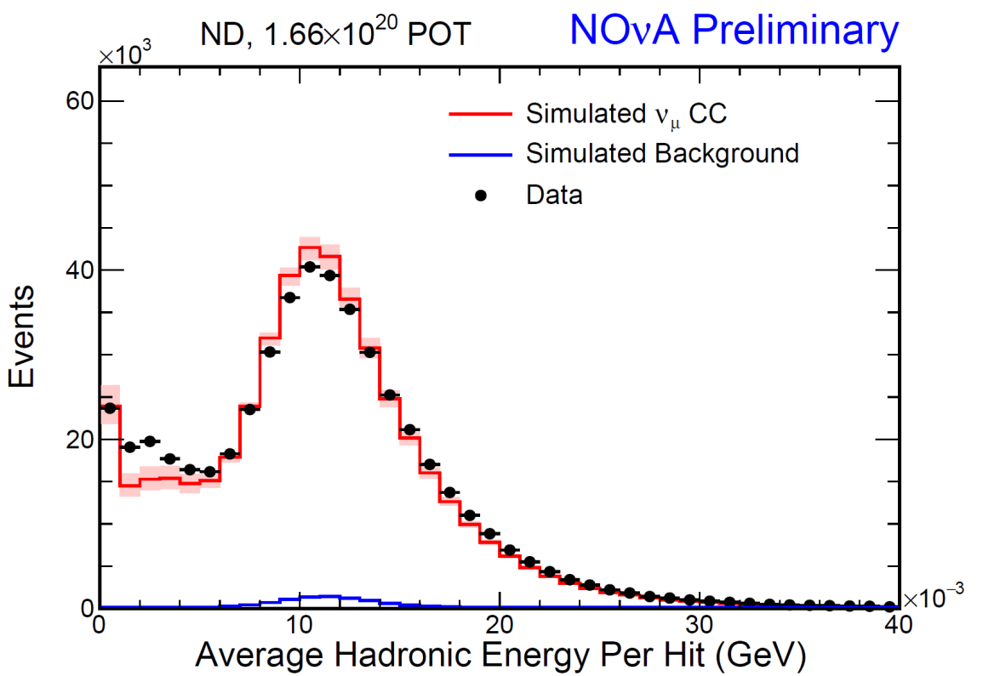 ND, 1.66×10²⁰ POT
NOνA Preliminary
×10³
60
40
20
0
Events
Simulated νμ CC
Simulated Background
Data
0 10 20 30 40
×10⁻³
Average Hadronic Energy Per Hit (GeV)